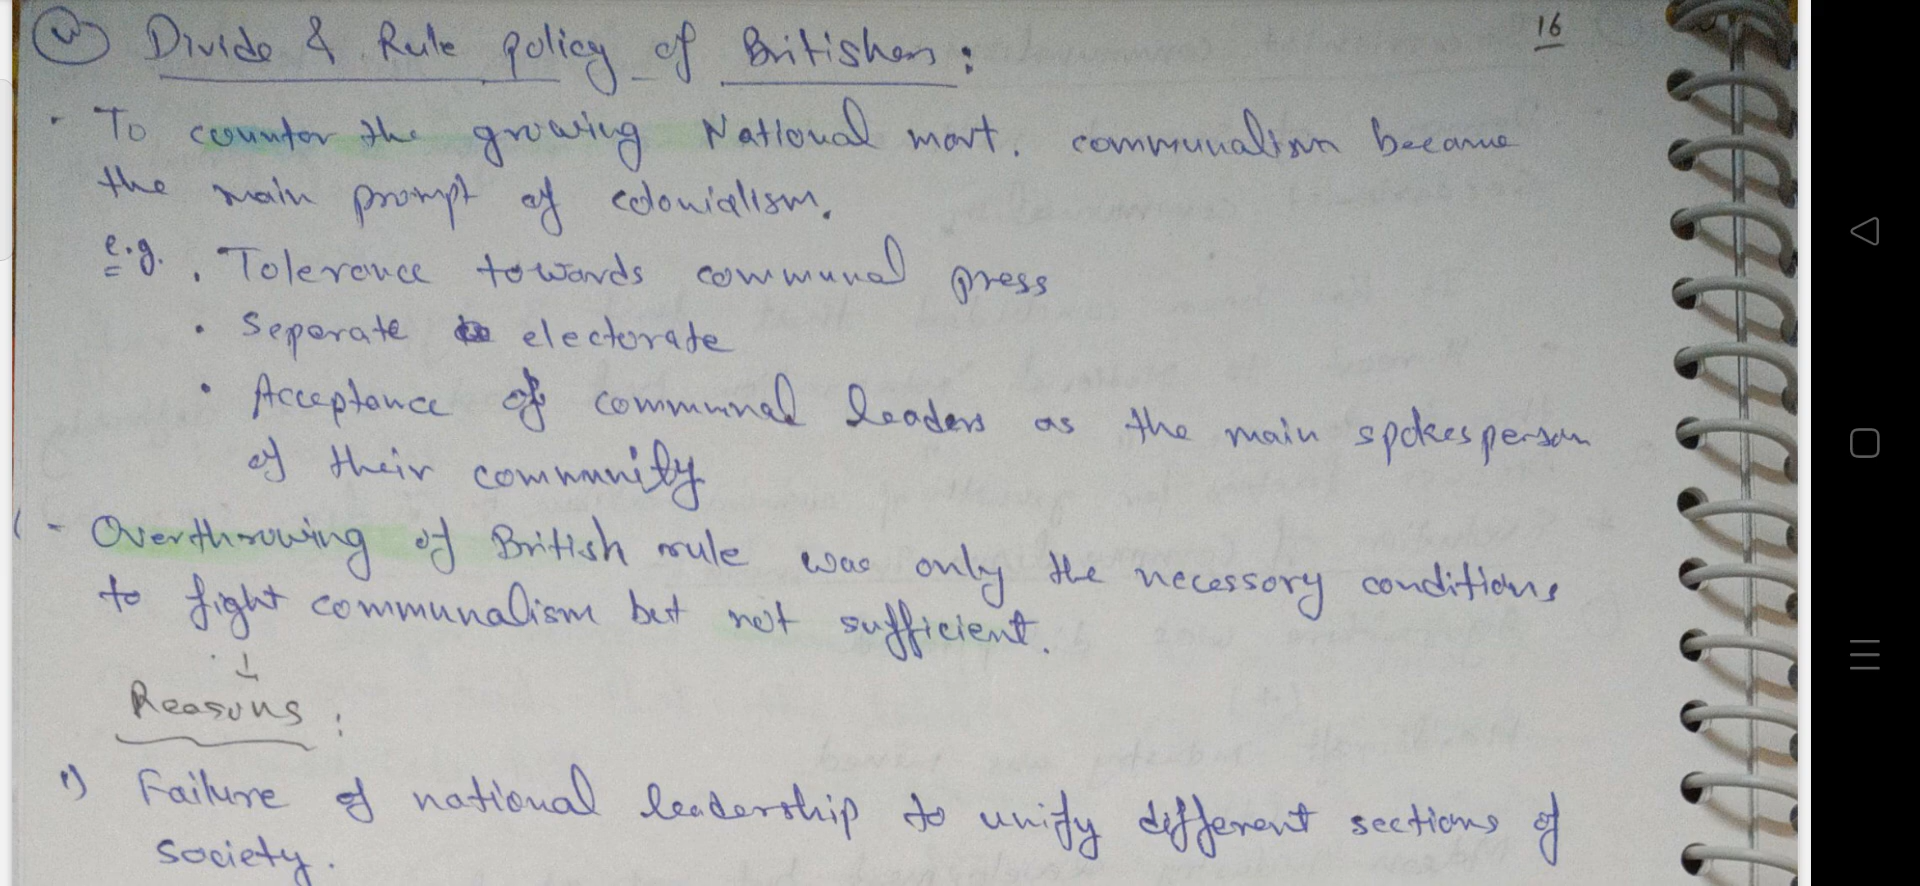 16
Divide & Rule policy of Britishers:
· To counter the growing National movt. communalism became
the main prompt of colonialism.
e.g. . Tolerance towards communal press
· Separate electorate
· Acceptance of communal leaders as the main spokesperson
of their community
- Overthrowing of British rule was only the necessory conditions
to fight communalism but not sufficient.
↓
Reasons :
1) Failure of national leadership to unify different sections of
society.